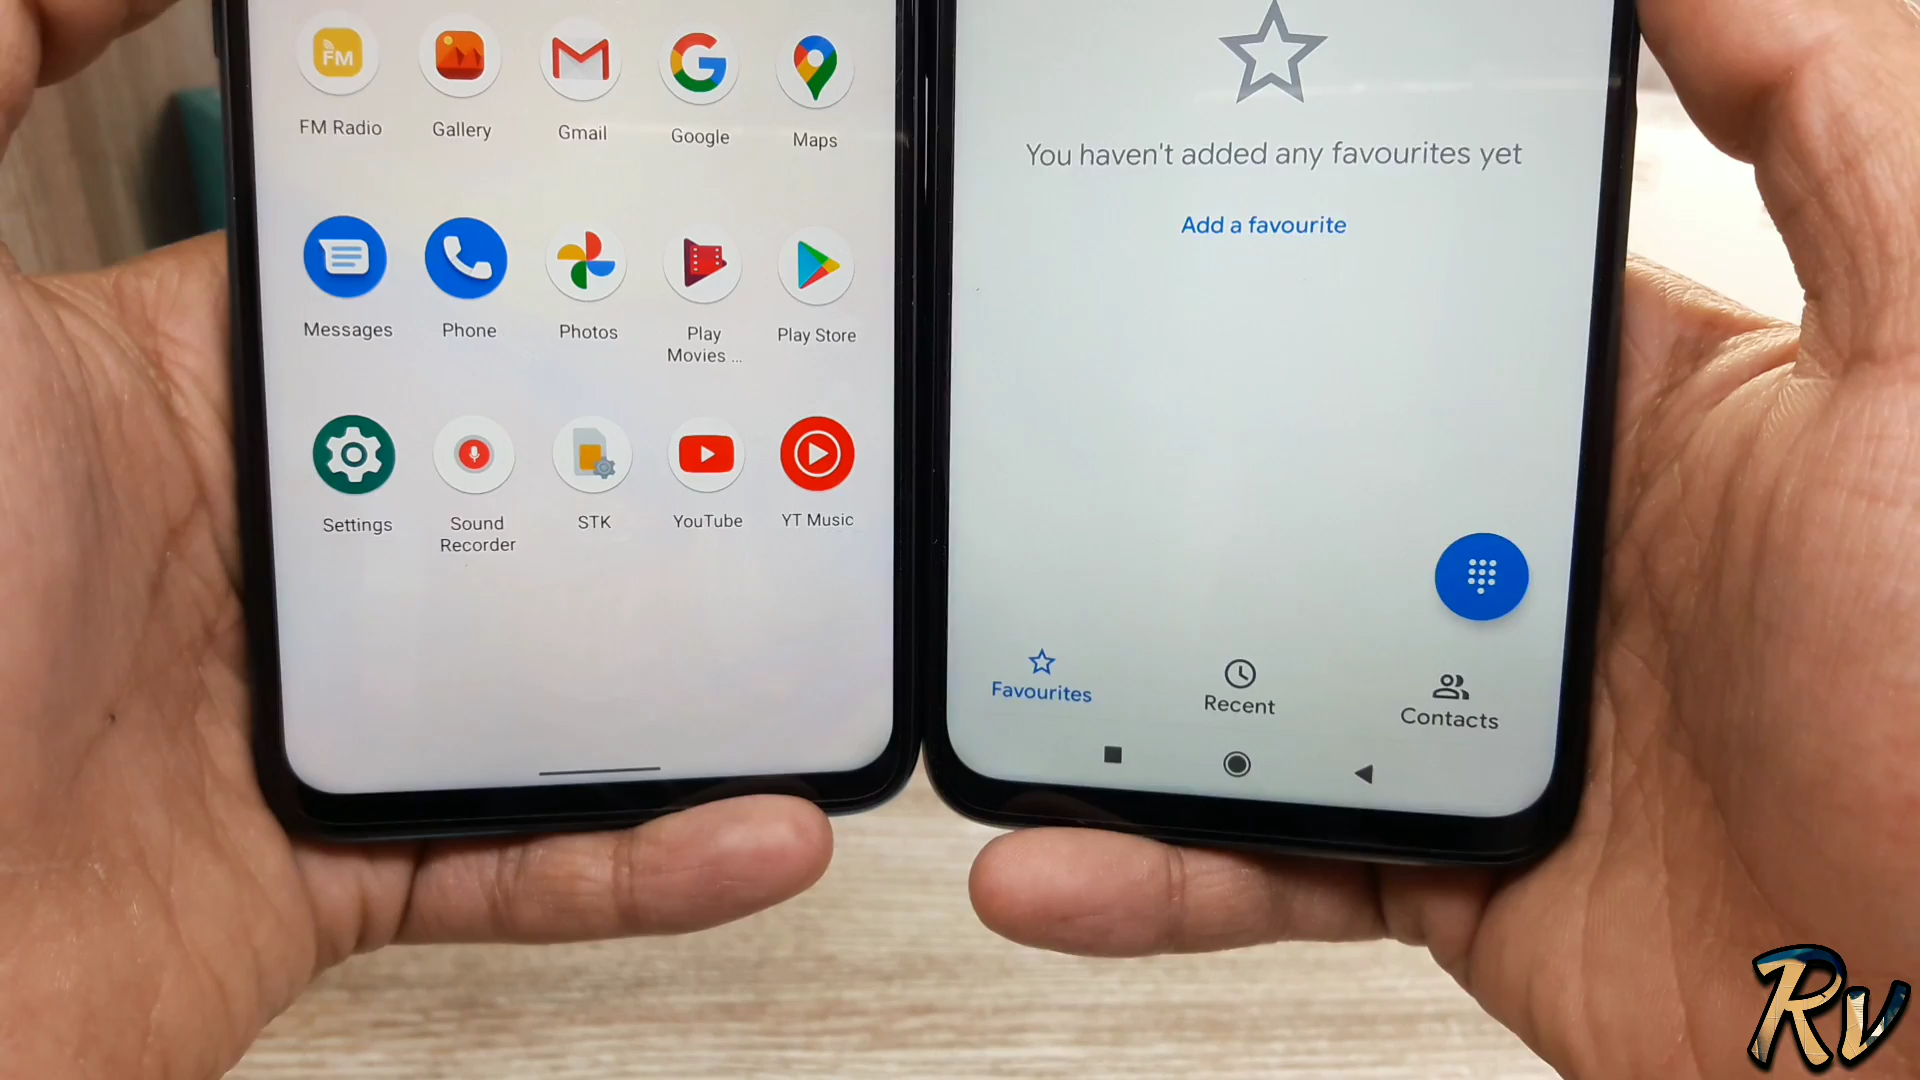 FM
FM Radio
Gallery
Gmail
Google
Maps
Messages
Phone
Photos
Play
Movies ...
Play Store
Settings
Sound
Recorder
STK
YouTube
YT Music
You haven't added any favourites yet
Add a favourite
Favourites
Recent
Contacts
Rv